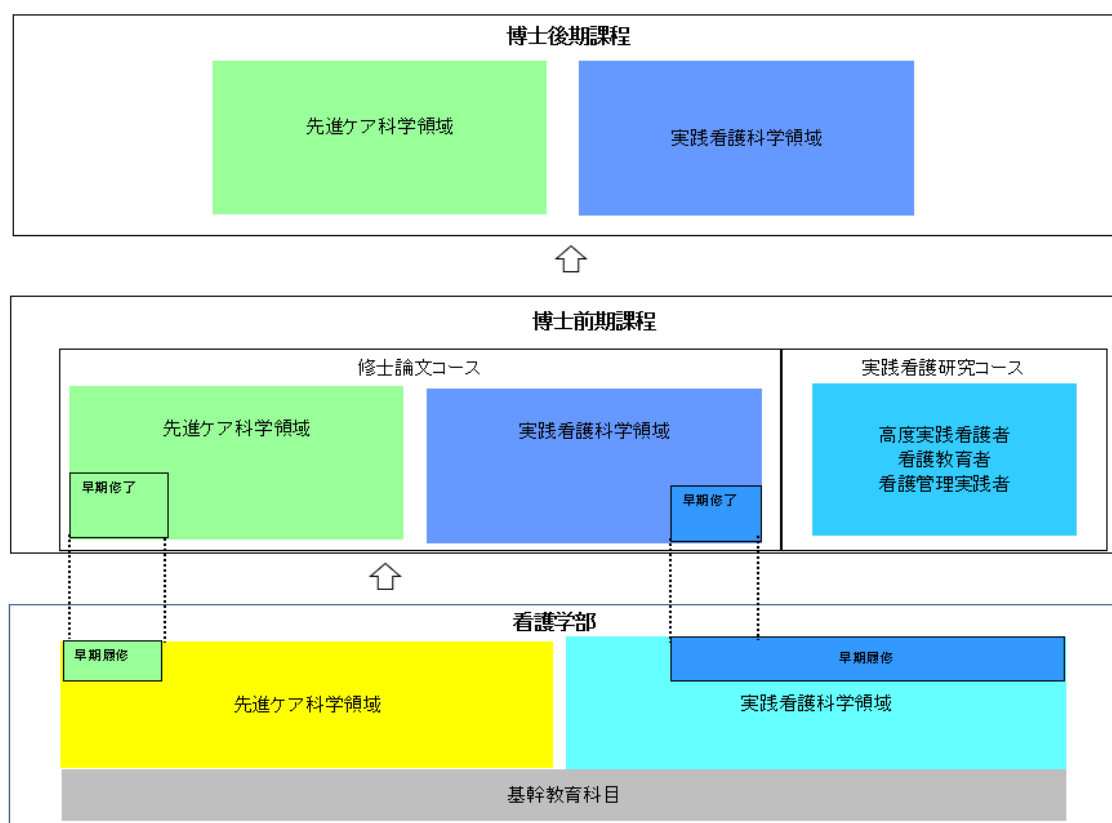 博士後期課程
先進ケア科学領域
実践看護科学領域
博士前期課程
修士論文コース
実践看護研究コース
先進ケア科学領域
実践看護科学領域
高度実践看護者
看護教育者
看護管理実践者
早期修了
早期修了
看護学部
早期履修
早期履修
先進ケア科学領域
実践看護科学領域
基幹教育科目